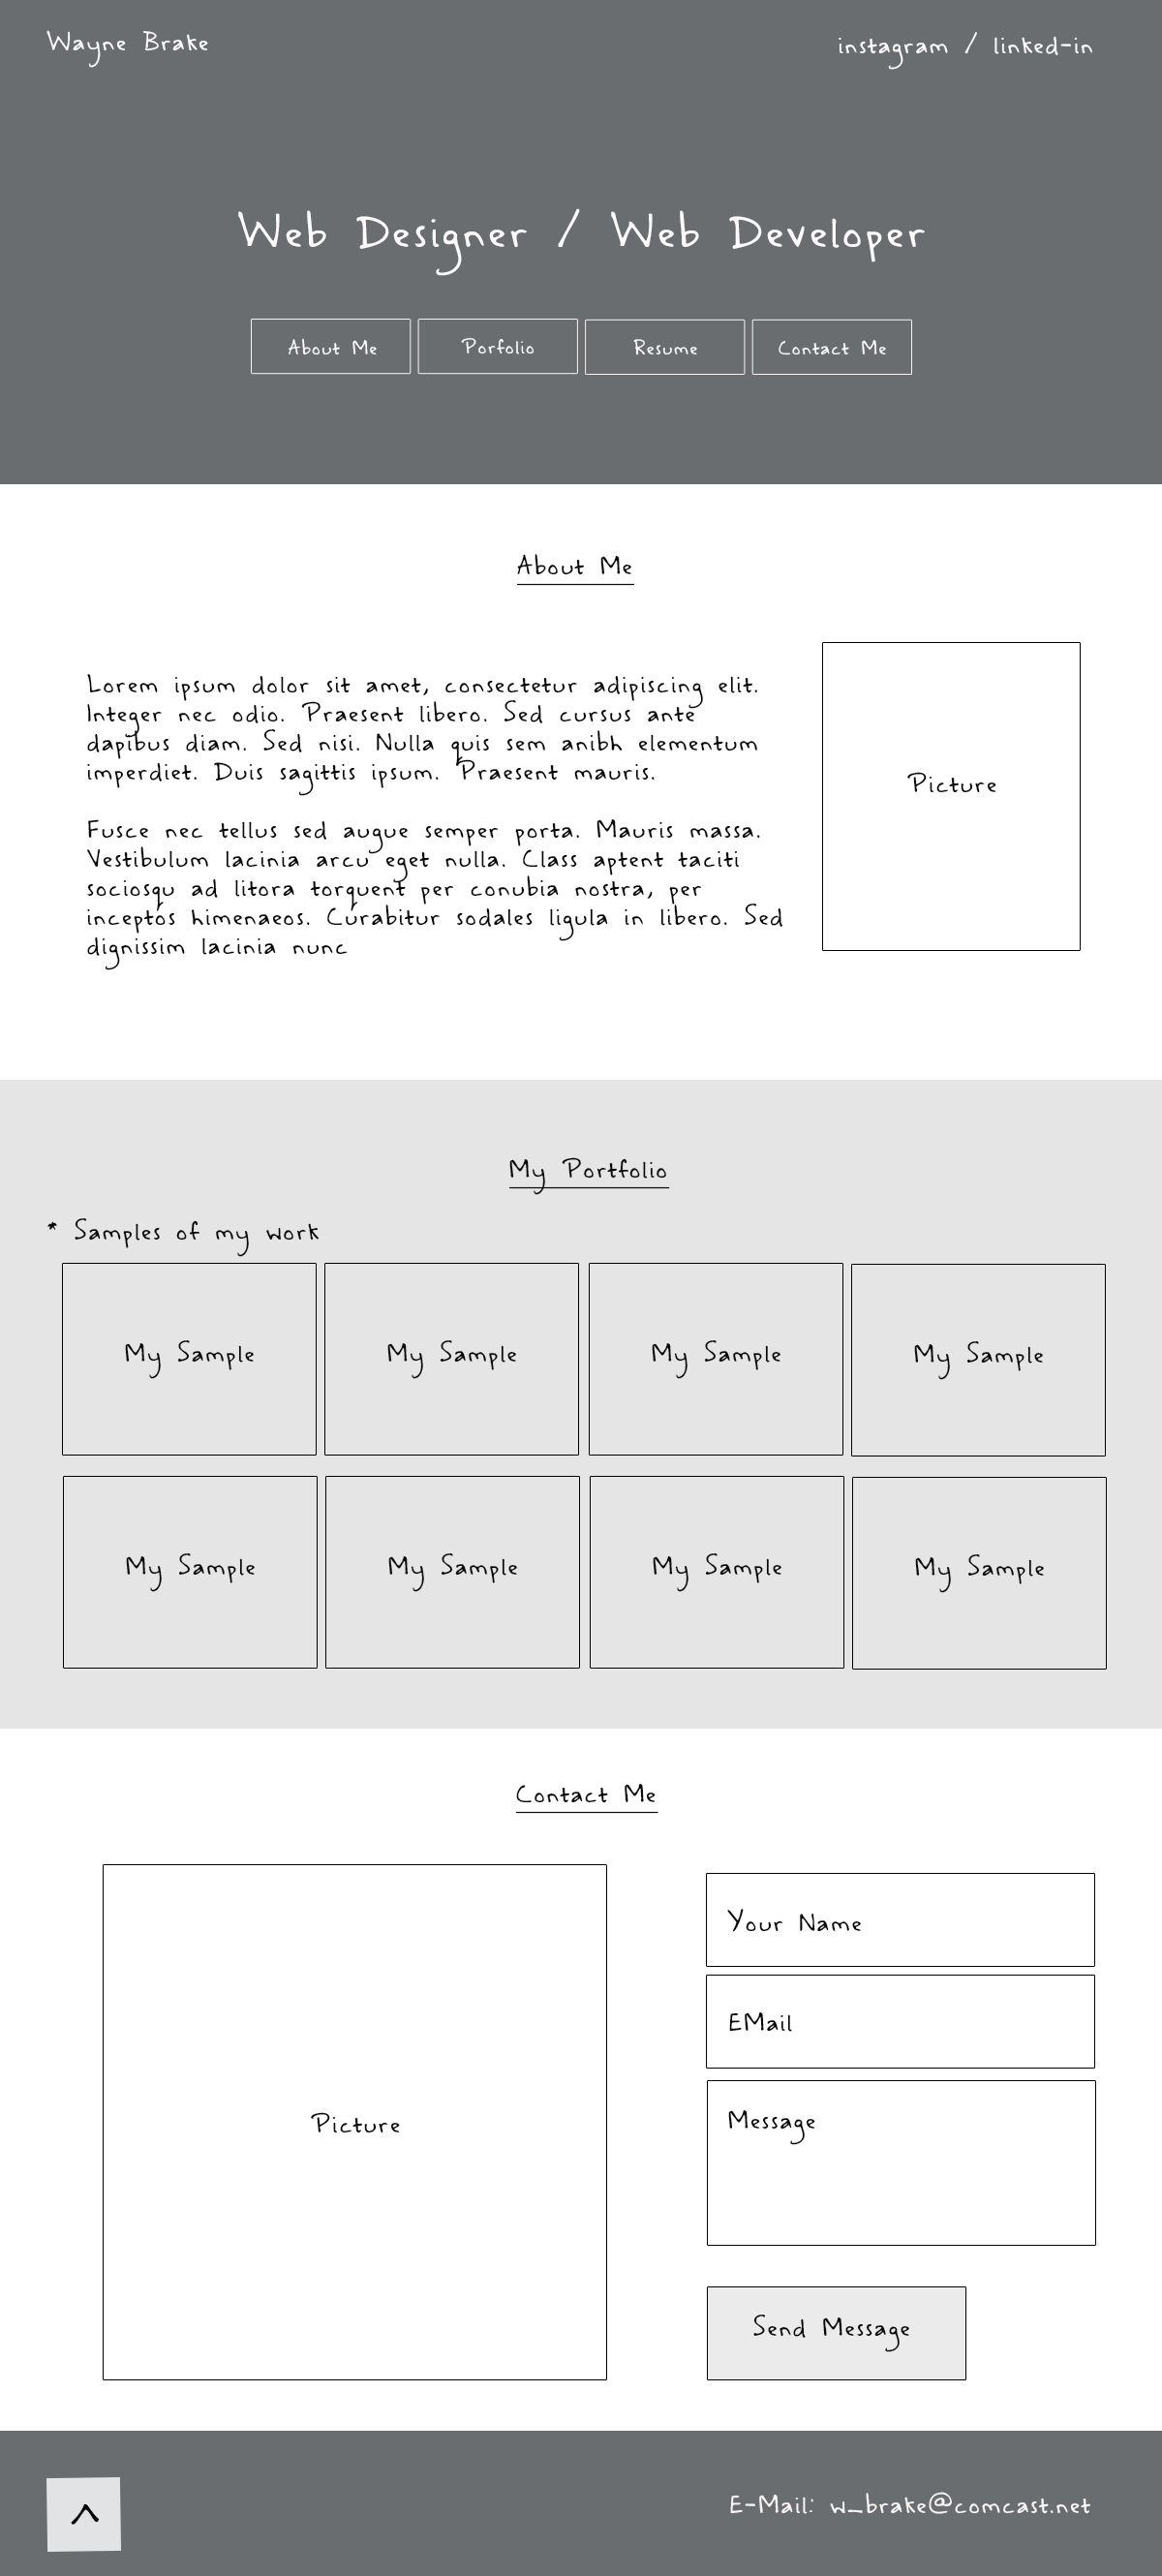 Wayne Brake
instagram / linked-in
Web Designer / Web Developer
About Me
Porfolio
Resume
Contact Me
About Me
Lorem ipsum dolor sit amet, consectetur adipiscing elit.
Integer nec odio. Praesent libero. Sed cursus ante
dapibus diam. Sed nisi. Nulla quis sem anibh elementum
imperdiet. Duis sagittis ipsum. Praesent mauris.
Fusce nec tellus sed augue semper porta. Mauris massa.
Vestibulum lacinia arcu eget nulla. Class aptent taciti
sociosqu ad litora torquent per conubia nostra, per
inceptos himenaeos. Curabitur sodales ligula in libero. Sed
dignissim lacinia nunc
Picture
My Portfolio
* Samples of my work
My Sample
My Sample
My Sample
My Sample
My Sample
My Sample
My Sample
My Sample
Contact Me
Picture
Your Name
EMail
Message
Send Message
E-Mail: w_brake@comcast.net